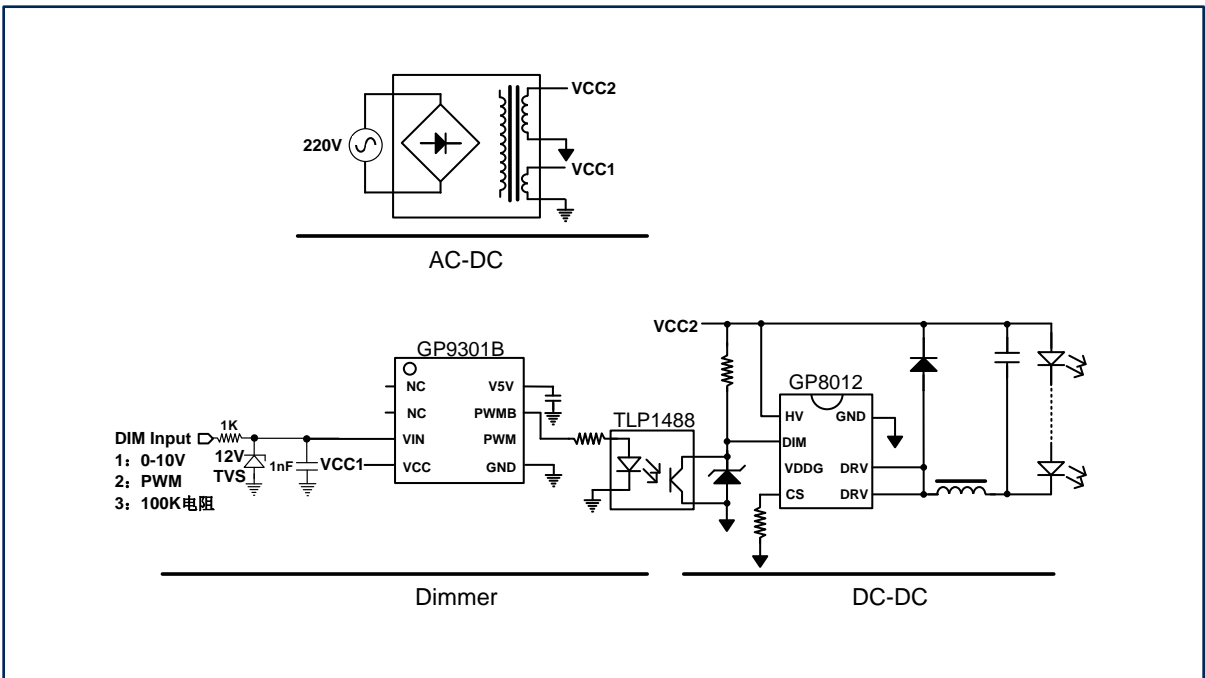 VCC2
220V
VCC1
AC-DC
VCC2
GP9301B
GP8012
NC
V5V
HV
GND
NC
PWMB
TLP1488
1K
DIM Input
VIN
PWM
DIM
1：0-10V
12V
1nF
VCC1
VCC
GND
VDDG
DRV
2：PWM
TVS
CS
DRV
3：100K电阻
Dimmer
DC-DC